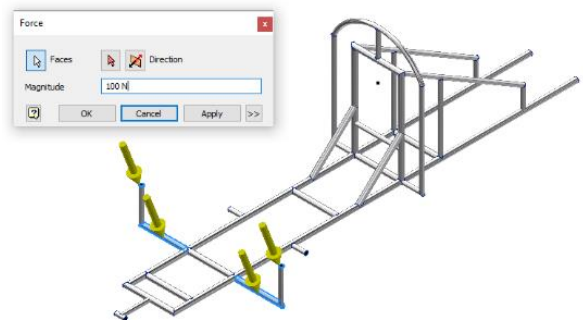 Force
x
Faces
Direction
Magnitude
100 N
? OK Cancel Apply >>